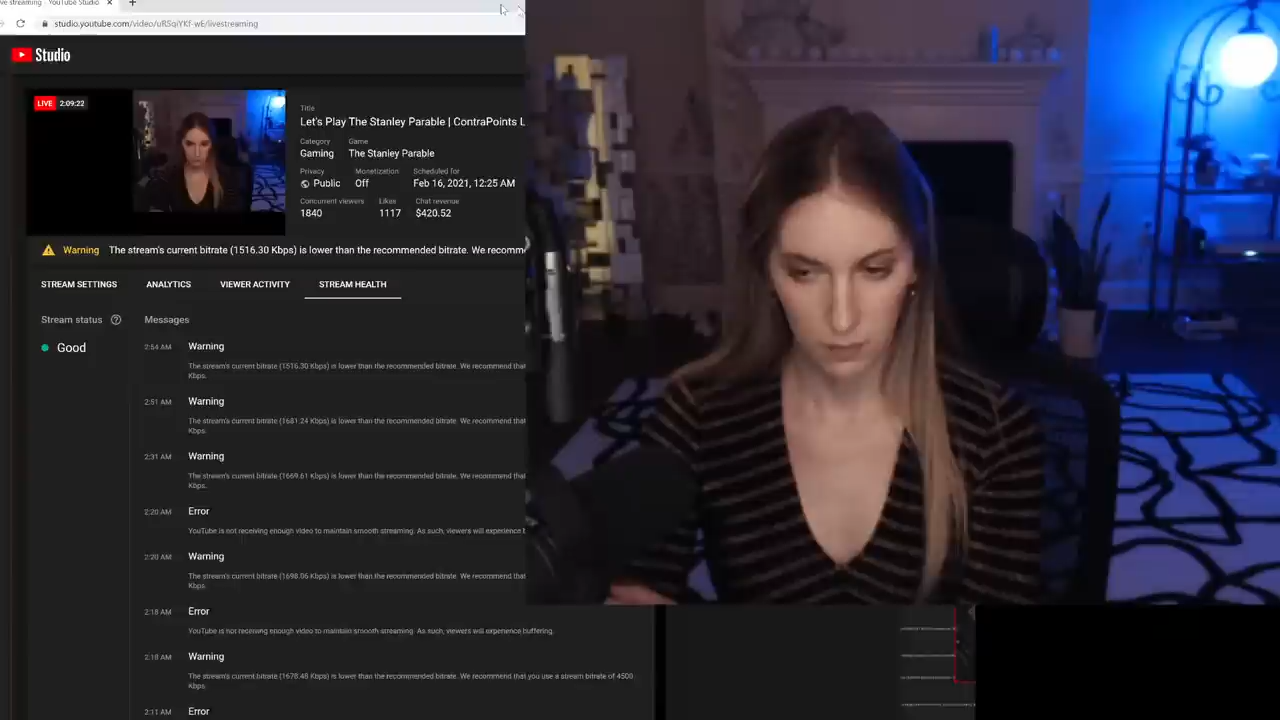 ve streaming - YouTube Studio
studio.youtube.com/video/uRSqiYKf-wE/livestreaming
Studio
LIVE 2:09:22
Title
Let's Play The Stanley Parable | ContraPoints L
Category Game
Gaming The Stanley Parable
Privacy Monetization Scheduled for
Public Off Feb 16, 2021, 12:25 AM
Concurrent viewers Likes Chat revenue
1840 1117 $420.52
Warning The stream's current bitrate (1516.30 Kbps) is lower than the recommended bitrate. We recomm
STREAM SETTINGS ANALYTICS VIEWER ACTIVITY STREAM HEALTH
Stream status Messages
Good
2:54 AM Warning
The stream's current bitrate (1516.30 Kbps) is lower than the recommended bitrate. We recommend that
Kbps.
2:51 AM Warning
The stream's current bitrate (1681.24 Kbps) is lower than the recommended bitrate. We recommend that
Kbps.
2:31 AM Warning
The stream's current bitrate (1669.61 Kbps) is lower than the recommended bitrate. We recommend that
Kbps.
2:20 AM Error
YouTube is not receiving enough video to maintain smooth streaming. As such, viewers will experience b
2:20 AM Warning
The stream's current bitrate (1698.06 Kbps) is lower than the recommended bitrate. We recommend that
Kbps.
2:18 AM Error
YouTube is not receiving enough video to maintain smooth streaming. As such, viewers will experience buffering.
2:18 AM Warning
The stream's current bitrate (1678.48 Kbps) is lower than the recommended bitrate. We recommend that you use a stream bitrate of 4500
Kbps.
2:11 AM Error